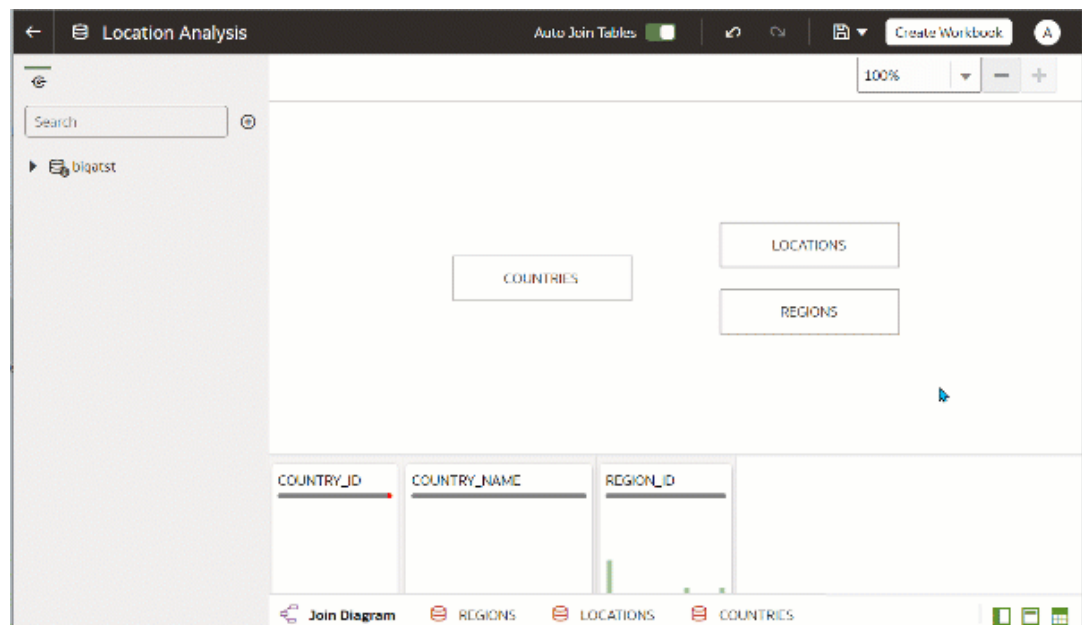 Location Analysis
Auto Join Tables
Create Workbook
A
100%
Search
biqatst
LOCATIONS
COUNTRIES
REGIONS
COUNTRY_ID
COUNTRY_NAME
REGION_ID
Join Diagram
REGIONS
LOCATIONS
COUNTRIES